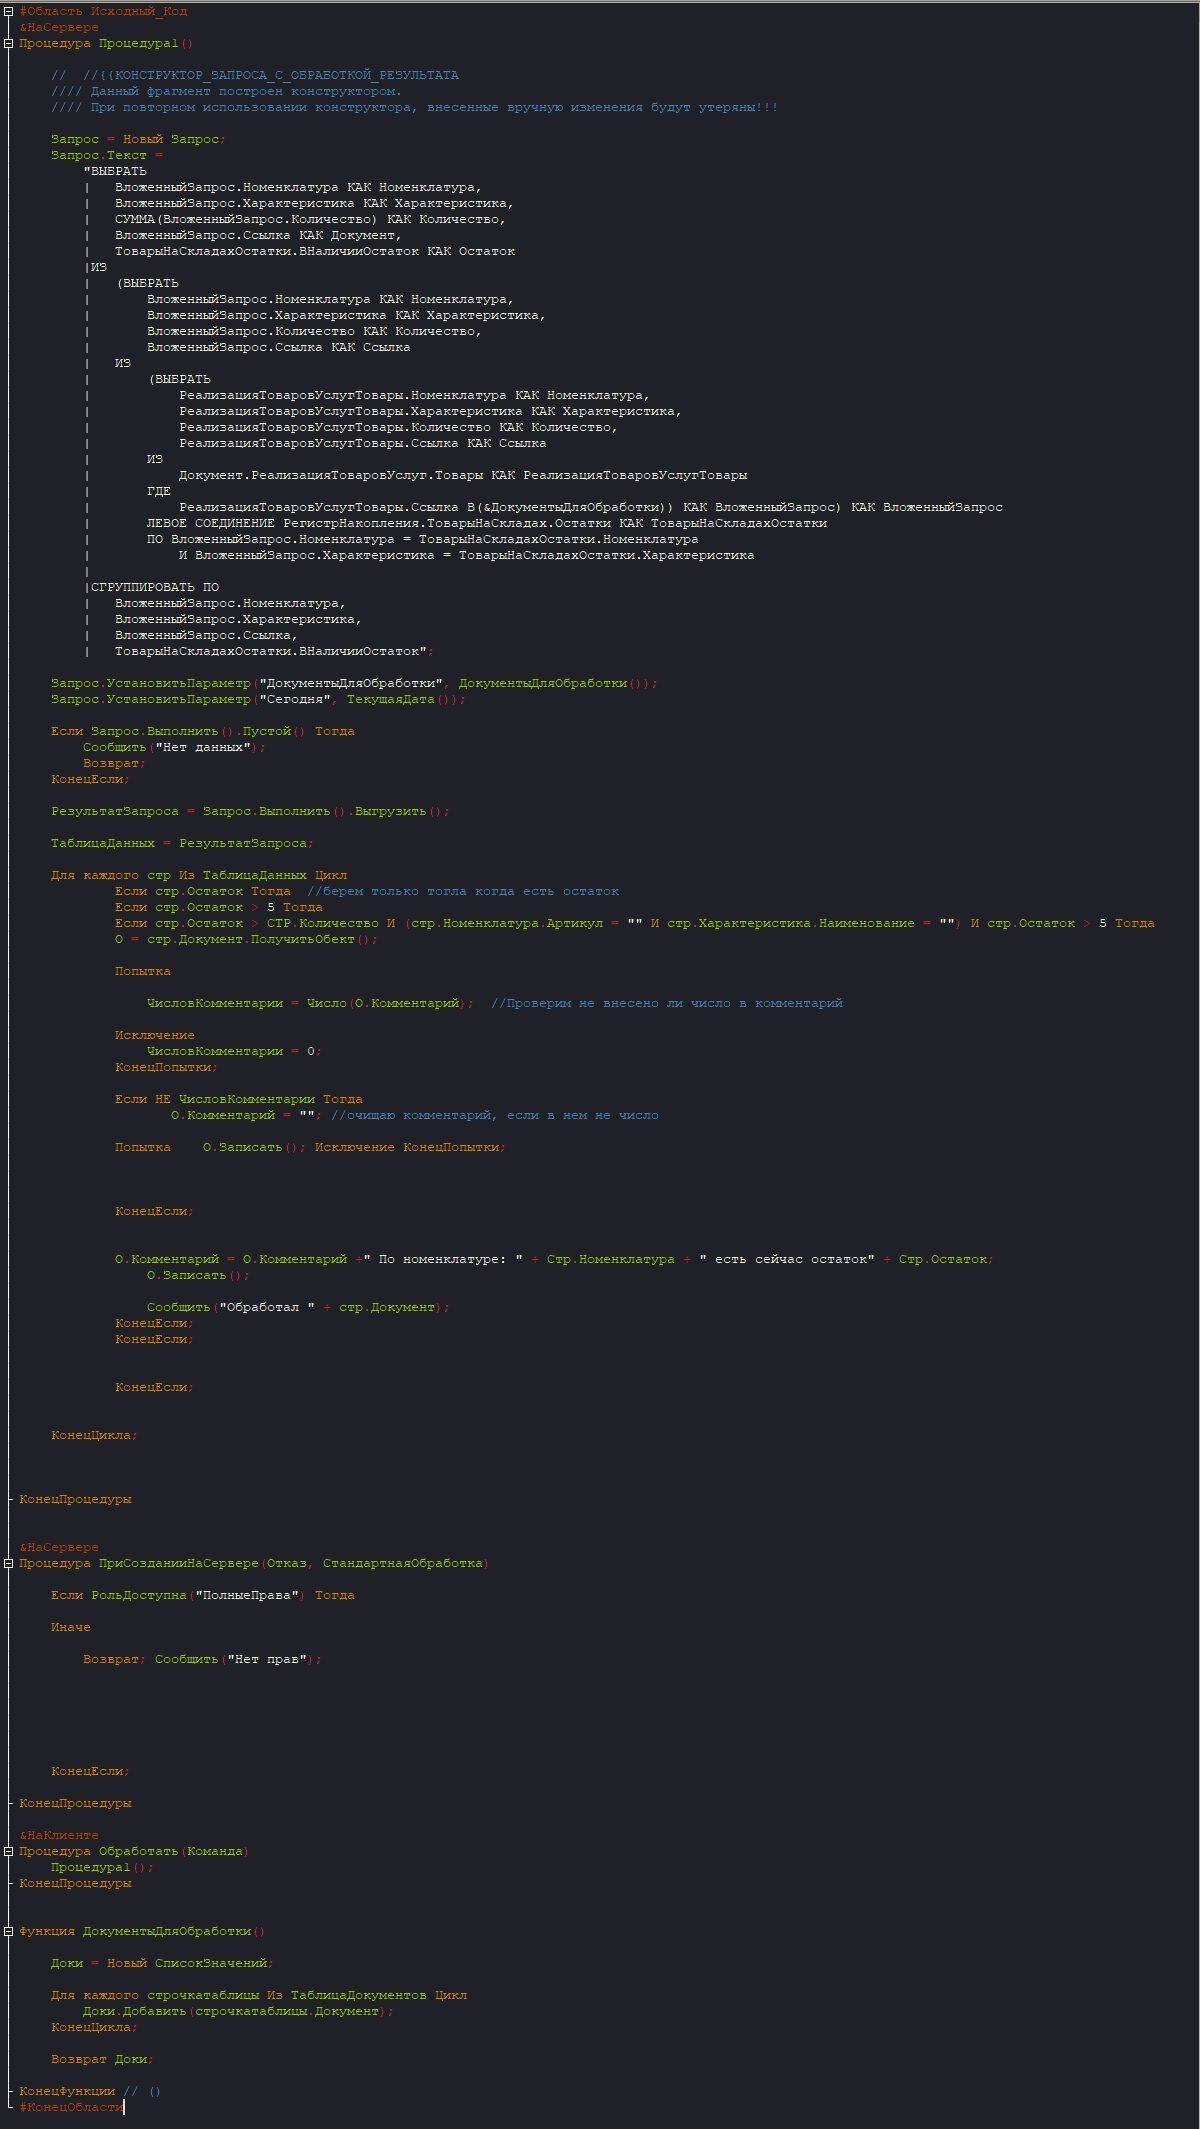 #Область Исходный_Код
&НаСервере
Процедура Процедура1()
//  //{{КОНСТРУКТОР_ЗАПРОСА_С_ОБРАБОТКОЙ_РЕЗУЛЬТАТА
//// Данный фрагмент построен конструктором.
//// При повторном использовании конструктора, внесенные вручную изменения будут утеряны!!!
Запрос = Новый Запрос;
Запрос.Текст =
"ВЫБРАТЬ
|   ВложенныйЗапрос.Номенклатура КАК Номенклатура,
|   ВложенныйЗапрос.Характеристика КАК Характеристика,
|   СУММА(ВложенныйЗапрос.Количество) КАК Количество,
|   ВложенныйЗапрос.Ссылка КАК Документ,
|   ТоварыНаСкладахОстатки.ВНаличииОстаток КАК Остаток
|ИЗ
|   (ВЫБРАТЬ
|       ВложенныйЗапрос.Номенклатура КАК Номенклатура,
|       ВложенныйЗапрос.Характеристика КАК Характеристика,
|       ВложенныйЗапрос.Количество КАК Количество,
|       ВложенныйЗапрос.Ссылка КАК Ссылка
|   ИЗ
|       (ВЫБРАТЬ
|           РеализацияТоваровУслугТовары.Номенклатура КАК Номенклатура,
|           РеализацияТоваровУслугТовары.Характеристика КАК Характеристика,
|           РеализацияТоваровУслугТовары.Количество КАК Количество,
|           РеализацияТоваровУслугТовары.Ссылка КАК Ссылка
|       ИЗ
|           Документ.РеализацияТоваровУслуг.Товары КАК РеализацияТоваровУслугТовары
|       ГДЕ
|           РеализацияТоваровУслугТовары.Ссылка В(&ДокументыДляОбработки)) КАК ВложенныйЗапрос) КАК ВложенныйЗапрос
|       ЛЕВОЕ СОЕДИНЕНИЕ РегистрНакопления.ТоварыНаСкладах.Остатки КАК ТоварыНаСкладахОстатки
|       ПО ВложенныйЗапрос.Номенклатура = ТоварыНаСкладахОстатки.Номенклатура
|           И ВложенныйЗапрос.Характеристика = ТоварыНаСкладахОстатки.Характеристика
|
|СГРУППИРОВАТЬ ПО
|   ВложенныйЗапрос.Номенклатура,
|   ВложенныйЗапрос.Характеристика,
|   ВложенныйЗапрос.Ссылка,
|   ТоварыНаСкладахОстатки.ВНаличииОстаток";
Запрос.УстановитьПараметр("ДокументыДляОбработки", ДокументыДляОбработки());
Запрос.УстановитьПараметр("Сегодня", ТекущаяДата());
Если Запрос.Выполнить().Пустой() Тогда
Сообщить("Нет данных");
Возврат;
КонецЕсли;
РезультатЗапроса = Запрос.Выполнить().Выгрузить();
ТаблицаДанных = РезультатЗапроса;
Для каждого стр Из ТаблицаДанных Цикл
Если стр.Остаток Тогда  //берем только тогла когда есть остаток
Если стр.Остаток > 5 Тогда
Если стр.Остаток > СТР.Количество И (стр.Номенклатура.Артикул = "" И стр.Характеристика.Наименование = "") И стр.Остаток > 5 Тогда
О = стр.Документ.ПолучитьОбект();
Попытка
ЧисловКомментарии = Число(О.Комментарий);  //Проверим не внесено ли число в комментарий
Исключение
ЧисловКомментарии = 0;
КонецПопытки;
Если НЕ ЧисловКомментарии Тогда
О.Комментарий = ""; //очищаю комментарий, если в нем не число
Попытка    О.Записать(); Исключение КонецПопытки;
КонецЕсли;
О.Комментарий = О.Комментарий +" По номенклатуре: " + Стр.Номенклатура + " есть сейчас остаток" + Стр.Остаток;
О.Записать();
Сообщить("Обработал " + стр.Документ);
КонецЕсли;
КонецЕсли;
КонецЕсли;
КонецЦикла;
КонецПроцедуры
&НаСервере
Процедура ПриСозданииНаСервере(Отказ, СтандартнаяОбработка)
Если РольДоступна("ПолныеПрава") Тогда
Иначе
Возврат; Сообщить("Нет прав");
КонецЕсли;
КонецПроцедуры
&НаКлиенте
Процедура Обработать(Команда)
Процедура1();
КонецПроцедуры
Функция ДокументыДляОбработки()
Доки = Новый СписокЗначений;
Для каждого строчкатаблицы Из ТаблицаДокументов Цикл
Доки.Добавить(строчкатаблицы.Документ);
КонецЦикла;
Возврат Доки;
КонецФункции // ()
#КонецОбласти